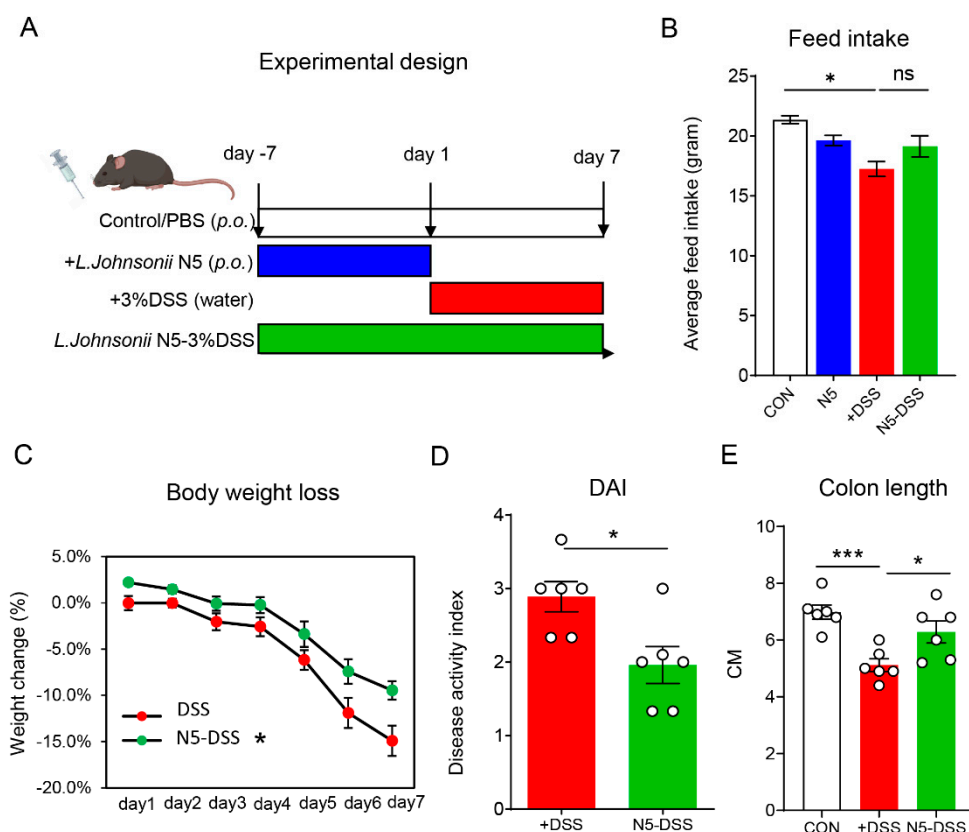 A
Experimental design
day -7
day 1
day 7
Control/PBS (p.o.)
+L.Johnsonii N5 (p.o.)
+3%DSS (water)
L.Johnsonii N5-3%DSS
B
Feed intake
Average feed intake (gram)
25
20
15
10
5
0
*
ns
CON
N5
+DSS
N5-DSS
C
Body weight loss
Weight change (%)
5.0%
0.0%
-5.0%
-10.0%
-15.0%
-20.0%
DSS
N5-DSS *
day1 day2 day3 day4 day5 day6 day7
D
DAI
Disease activity index
4
3
2
1
0
*
+DSS N5-DSS
E
Colon length
CM
10
8
6
4
2
0
***
*
CON +DSS N5-DSS